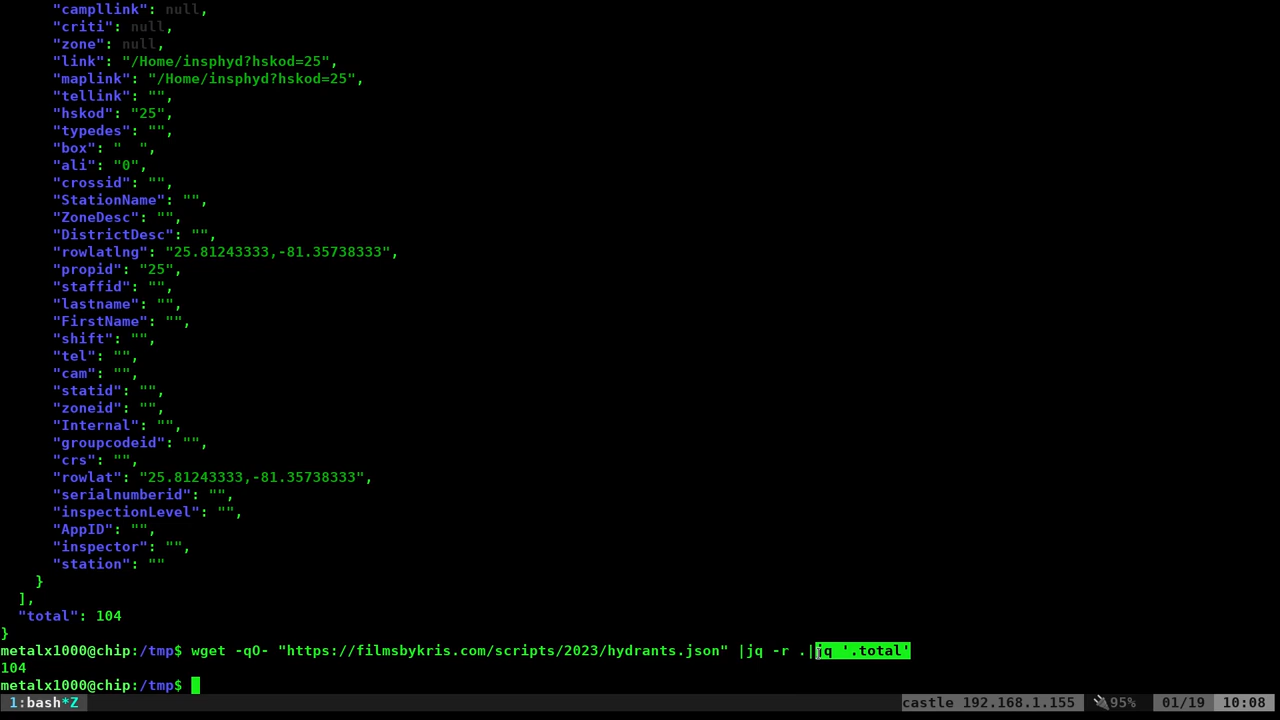 "campllink": null,
"criti": null,
"zone": null,
"link": "/Home/insphyd?hskod=25",
"maplink": "/Home/insphyd?hskod=25",
"tellink": "",
"hskod": "25",
"typedes": "",
"box": "  ",
"ali": "0",
"crossid": "",
"StationName": "",
"ZoneDesc": "",
"DistrictDesc": "",
"rowlatlng": "25.81243333,-81.35738333",
"propid": "25",
"staffid": "",
"lastname": "",
"FirstName": "",
"shift": "",
"tel": "",
"cam": "",
"statid": "",
"zoneid": "",
"Internal": "",
"groupcodeid": "",
"crs": "",
"rowlat": "25.81243333,-81.35738333",
"serialnumberid": "",
"inspectionLevel": "",
"AppID": "",
"inspector": "",
"station": ""
}
],
"total": 104
}
metalx1000@chip:/tmp$ wget -qO- "https://filmsbykris.com/scripts/2023/hydrants.json" |jq -r .|jq '.total'
104
metalx1000@chip:/tmp$
1:bash*Z castle 192.168.1.155 95% 01/19 10:08